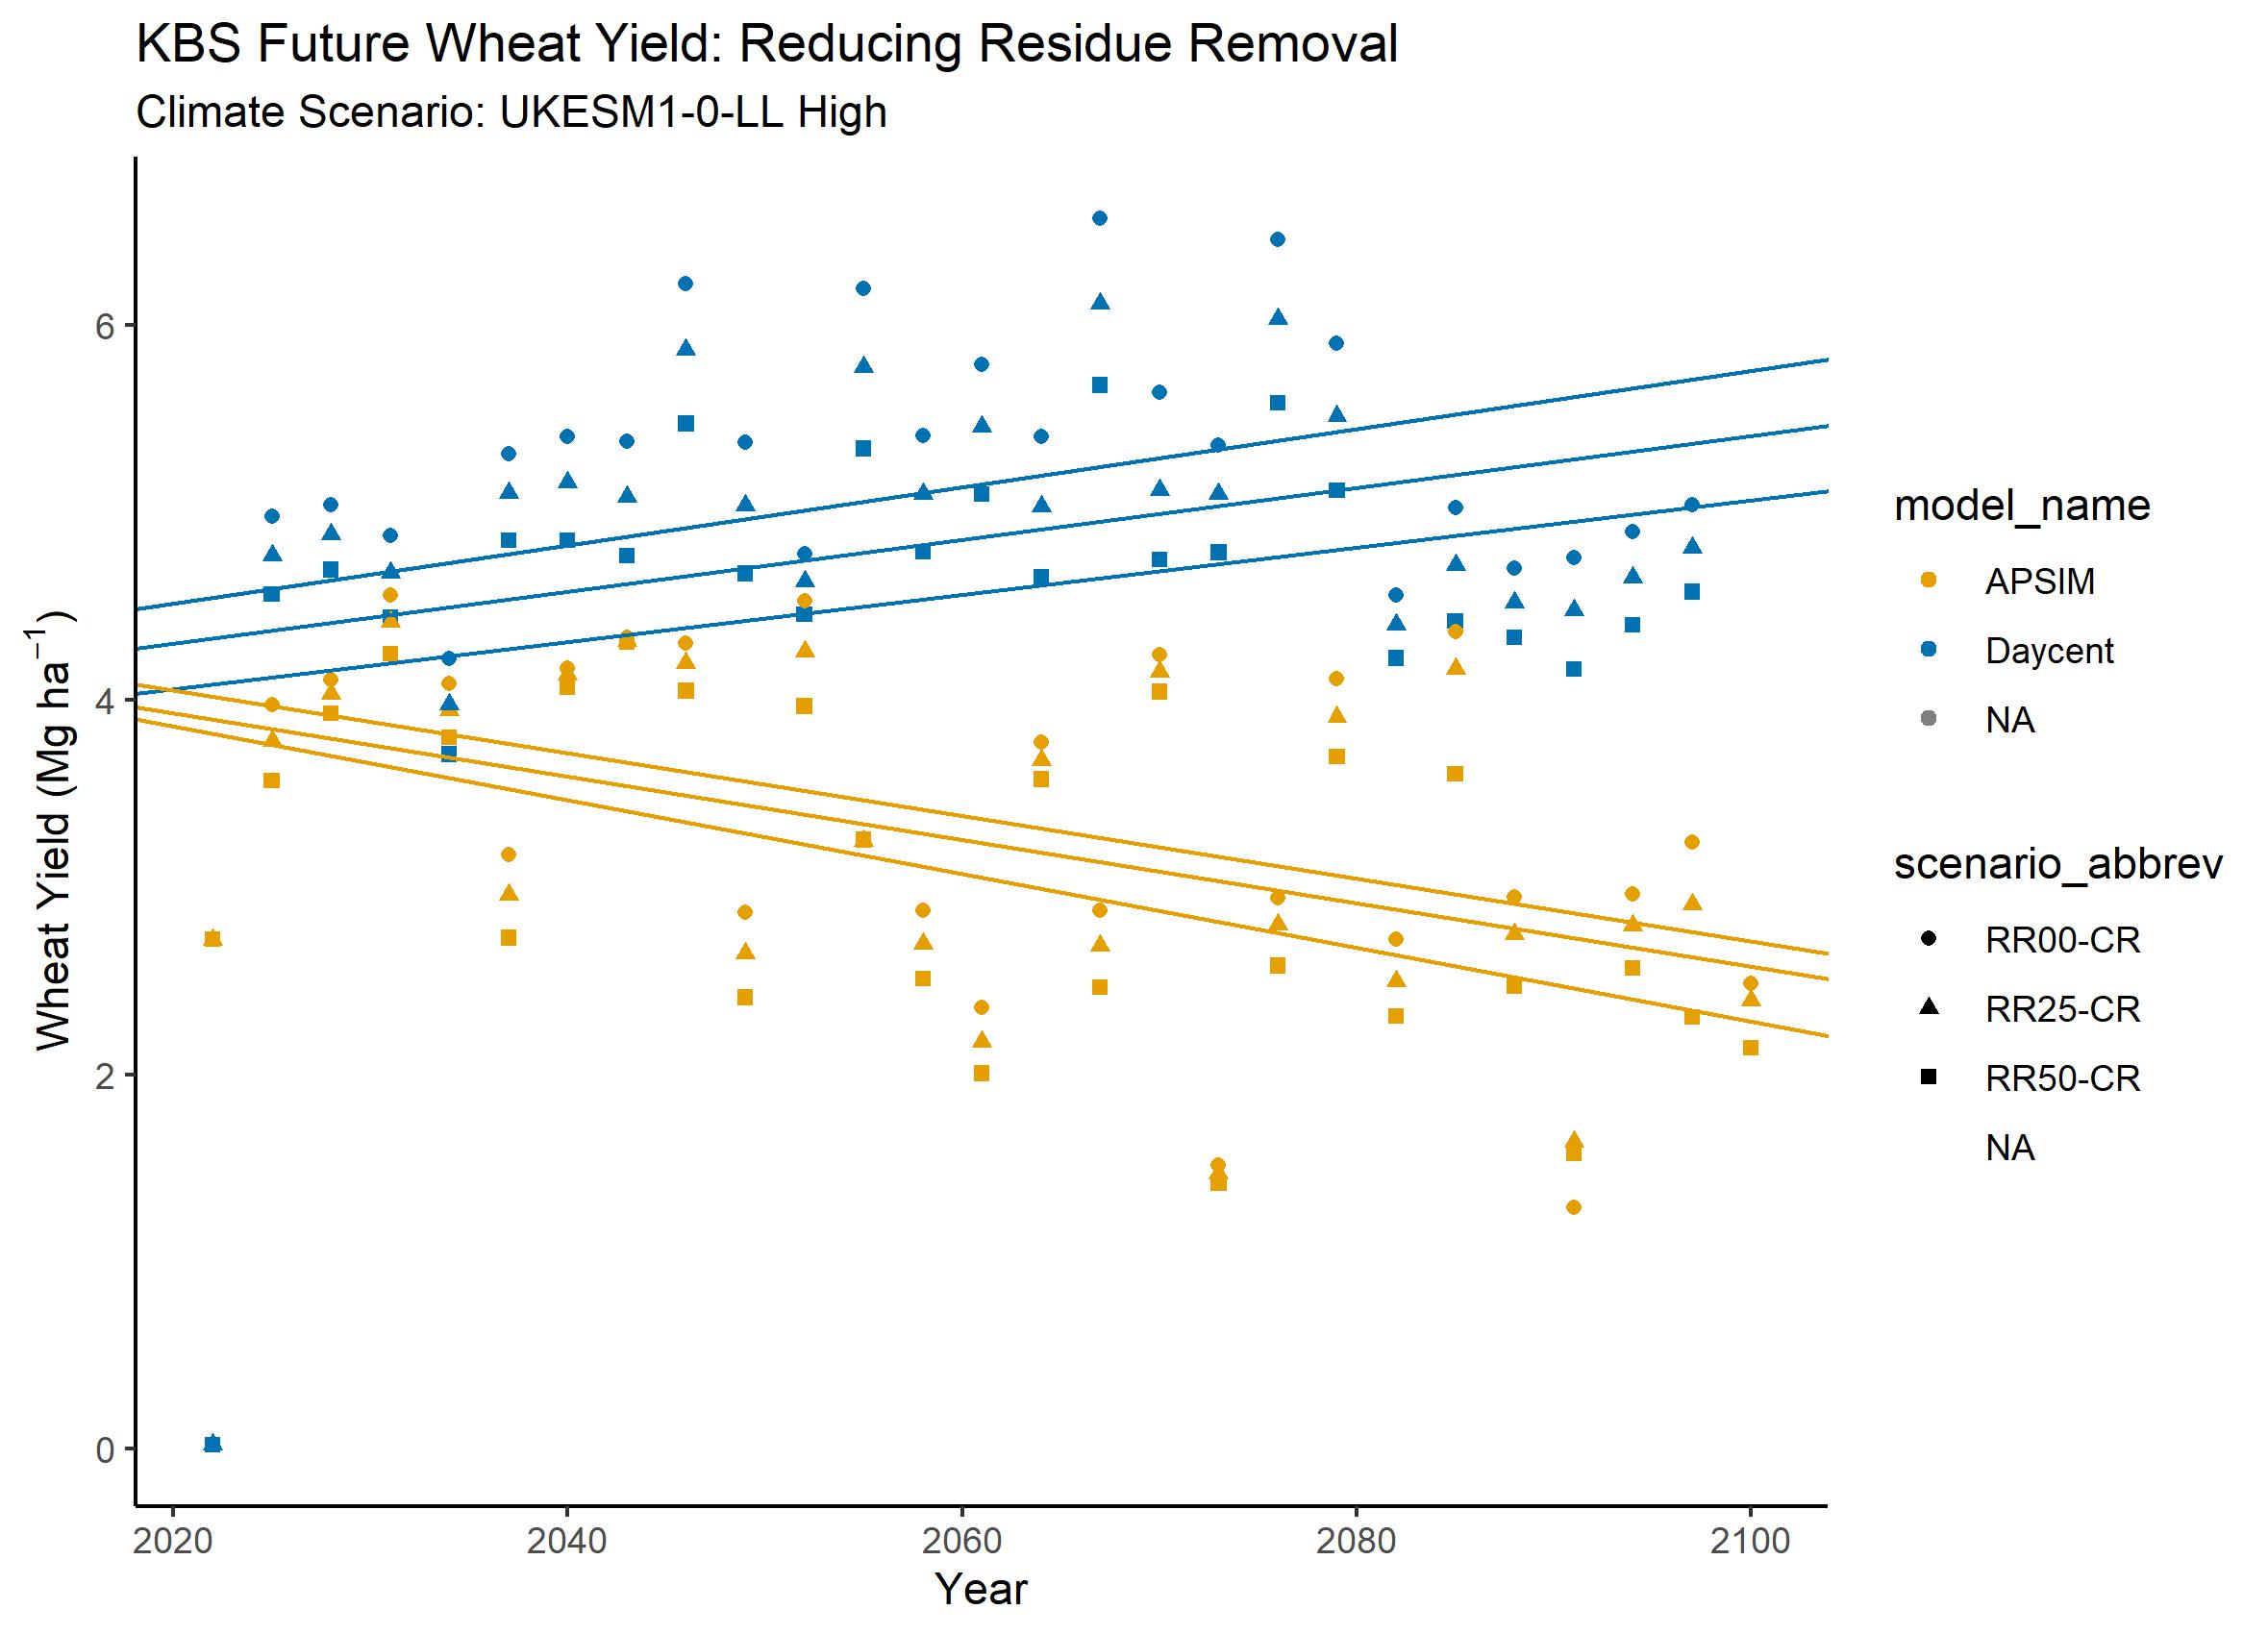 KBS Future Wheat Yield: Reducing Residue Removal
Climate Scenario: UKESM1-0-LL High
Wheat Yield (Mg ha⁻¹)
6
4
2
0
2020
2040
2060
2080
2100
Year
model_name
APSIM
Daycent
NA
scenario_abbrev
RR00-CR
RR25-CR
RR50-CR
NA